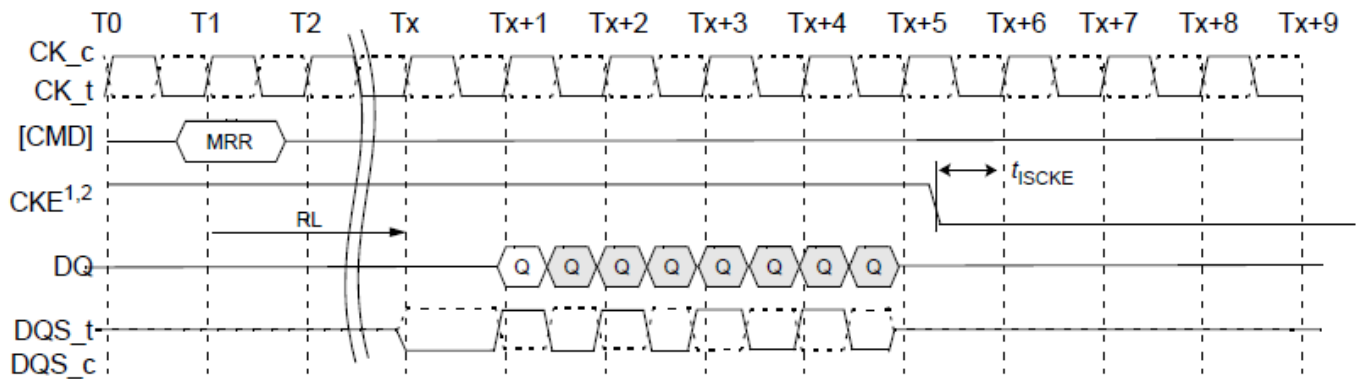 T0 T1 T2 Tx Tx+1 Tx+2 Tx+3 Tx+4 Tx+5 Tx+6 Tx+7 Tx+8 Tx+9
CK_c
CK_t
[CMD] MRR
CKE1,2 tISCKE
RL
DQ Q Q Q Q Q Q Q Q
DQS_t
DQS_c